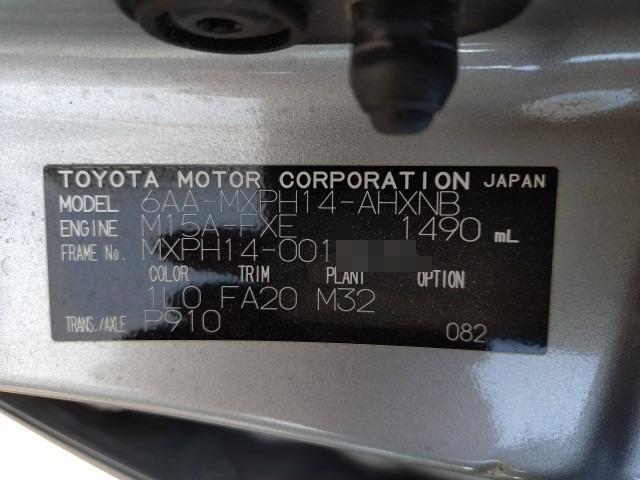 TOYOTA MOTOR CORPORATION JAPAN
MODEL 6AA-MXPH14-AHXNB
ENGINE M15A-FXE 1490 mL
FRAME No. MXPH14-001
COLOR TRIM PLANT OPTION
1L0 FA20 M32
TRANS./AXLE P910 082